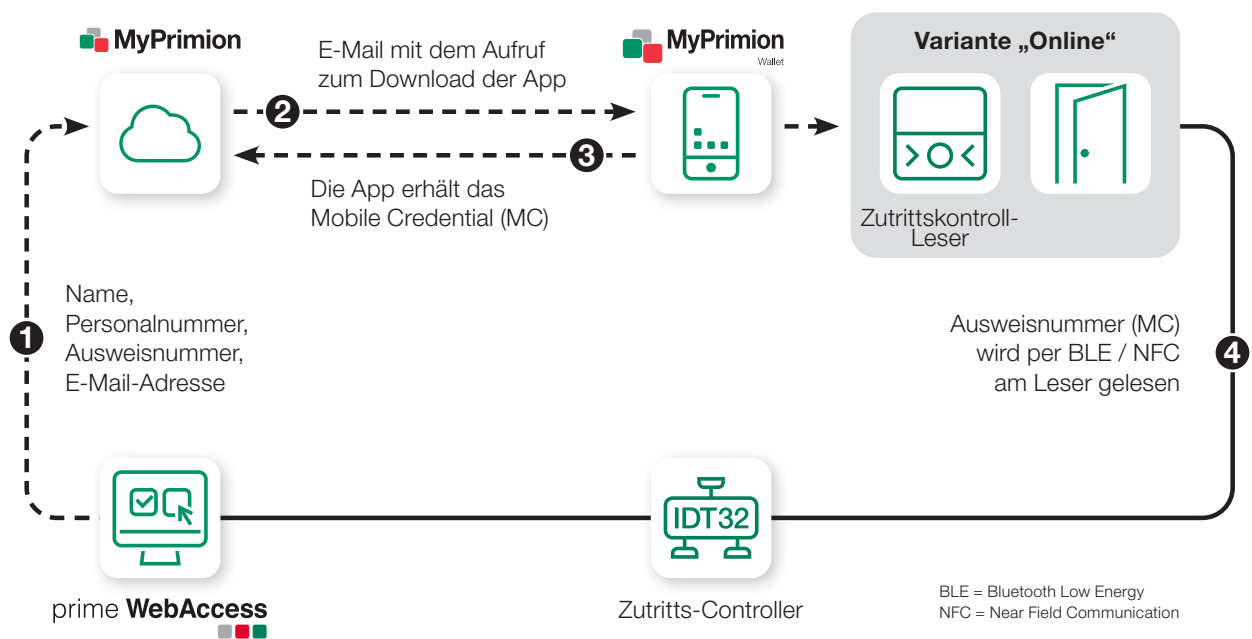 MyPrimion
E-Mail mit dem Aufruf
zum Download der App
2
3
Die App erhält das
Mobile Credential (MC)
MyPrimion
Wallet
Variante „Online“
Zutrittskontroll-
Leser
1
Name,
Personalnummer,
Ausweisnummer,
E-Mail-Adresse
Ausweisnummer (MC)
wird per BLE / NFC
am Leser gelesen
4
prime WebAccess
IDT32
Zutritts-Controller
BLE = Bluetooth Low Energy
NFC = Near Field Communication